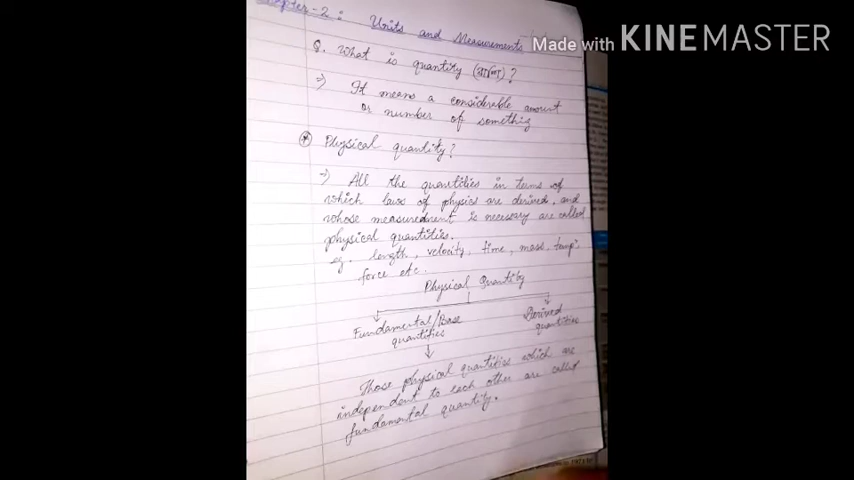 Chapter-2: Units and Measurements
Made with KINEMASTER
Q. What is quantity (मात्रा)?
⇒ It means a considerable amount
or number of something
* Physical quantity?
⇒ All the quantities in terms of
which laws of physics are derived, and
whose measurement is necessary are called
physical quantities.
eg. length, velocity, time, mass, temp.
force etc.
Physical Quantity
Fundamental/Base
quantities
Derived
quantities
Those physical quantities which are
independent to each other are called
fundamental quantity.